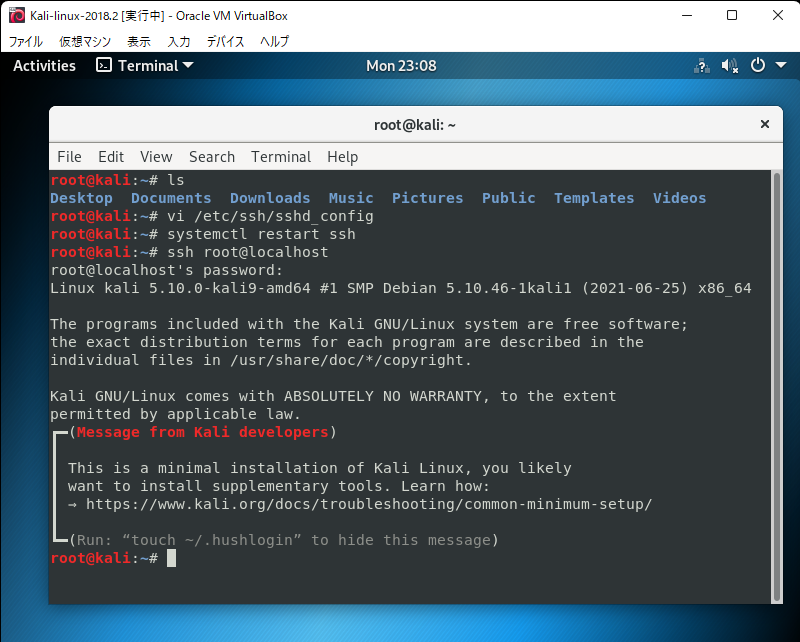 Kali-linux-2018.2 [実行中] - Oracle VM VirtualBox
ファイル 仮想マシン 表示 入力 デバイス ヘルプ
Activities Terminal Mon 23:08
root@kali: ~
File Edit View Search Terminal Help
root@kali:~# ls
Desktop Documents Downloads Music Pictures Public Templates Videos
root@kali:~# vi /etc/ssh/sshd_config
root@kali:~# systemctl restart ssh
root@kali:~# ssh root@localhost
root@localhost's password:
Linux kali 5.10.0-kali9-amd64 #1 SMP Debian 5.10.46-1kali1 (2021-06-25) x86_64
The programs included with the Kali GNU/Linux system are free software;
the exact distribution terms for each program are described in the
individual files in /usr/share/doc/*/copyright.
Kali GNU/Linux comes with ABSOLUTELY NO WARRANTY, to the extent
permitted by applicable law.
┏━(Message from Kali developers)
┃ This is a minimal installation of Kali Linux, you likely
┃ want to install supplementary tools. Learn how:
┃ → https://www.kali.org/docs/troubleshooting/common-minimum-setup/
┗━(Run: “touch ~/.hushlogin” to hide this message)
root@kali:~#